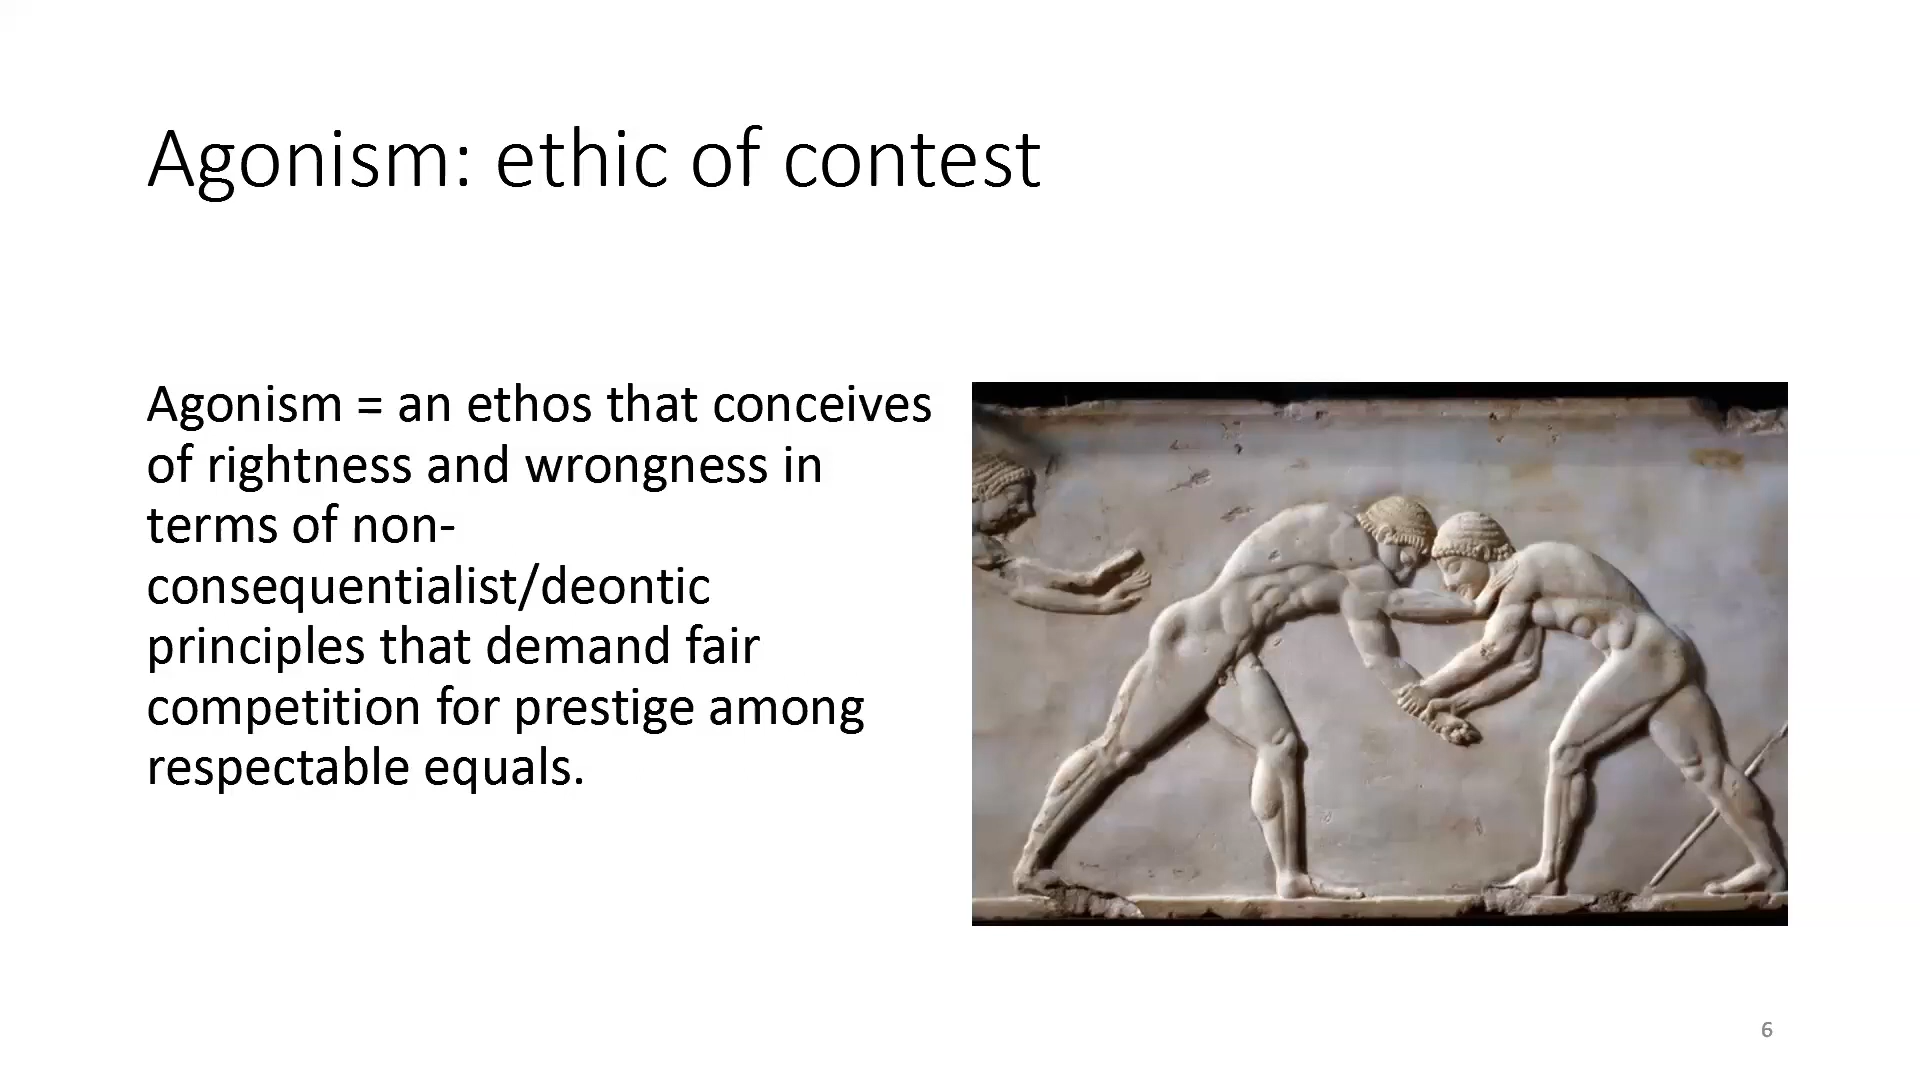 Agonism: ethic of contest
Agonism = an ethos that conceives
of rightness and wrongness in
terms of non-
consequentialist/deontic
principles that demand fair
competition for prestige among
respectable equals.
6